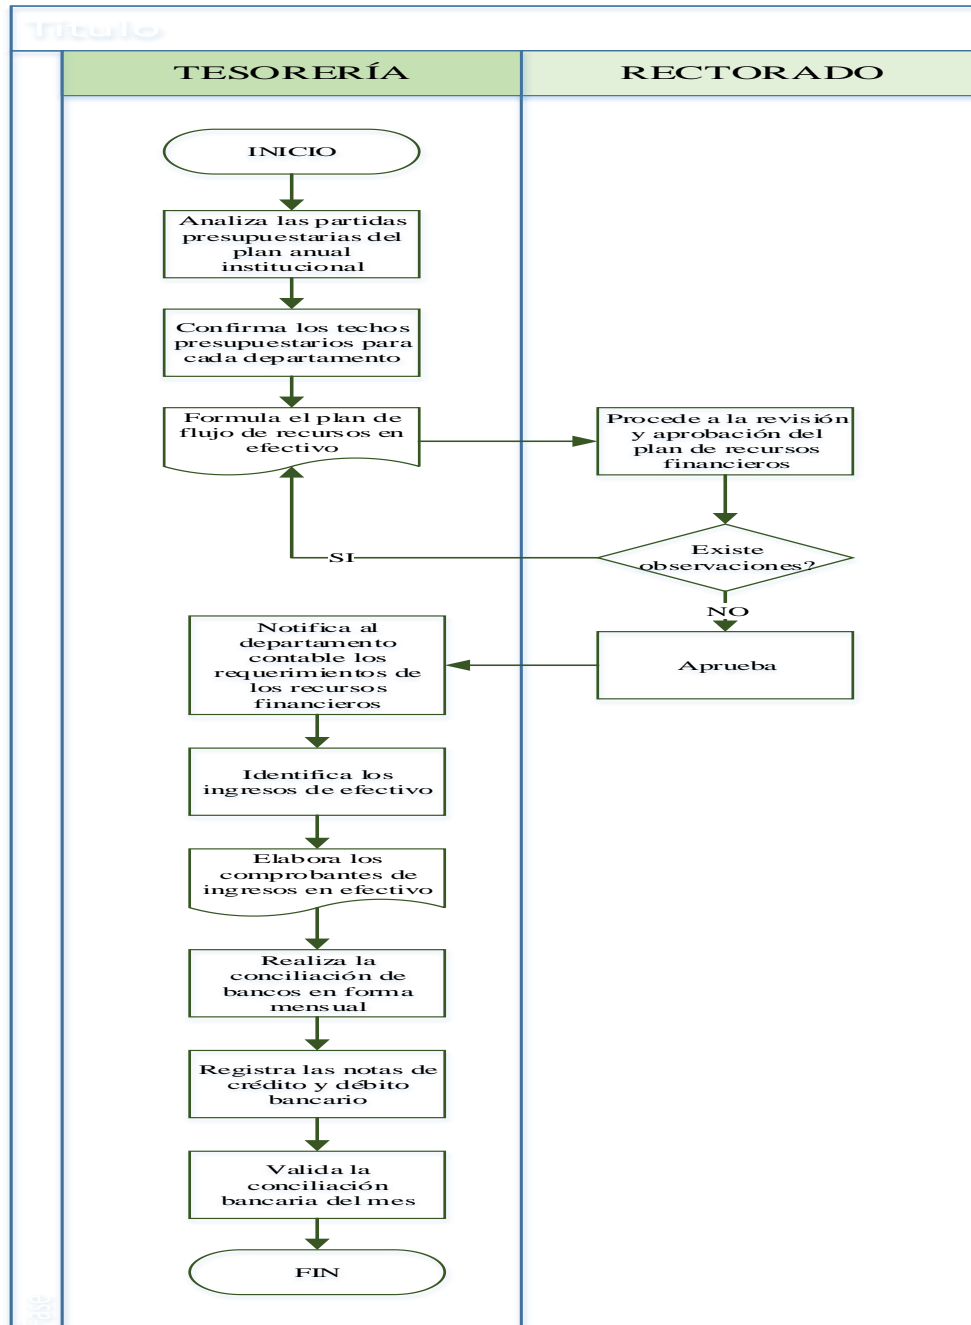 Título
TESORERÍA
RECTORADO
INICIO
Analiza las partidas
presupuestarias del
plan anual
institucional
Confirma los techos
presupuestarios para
cada departamento
Formula el plan de
flujo de recursos en
efectivo
Procede a la revisión
y aprobación del
plan de recursos
financieros
Existe
observaciones?
SI
NO
Aprueba
Notifica al
departamento
contable los
requerimientos de
los recursos
financieros
Identifica los
ingresos de efectivo
Elabora los
comprobantes de
ingresos en efectivo
Realiza la
conciliación de
bancos en forma
mensual
Registra las notas de
crédito y débito
bancario
Valida la
conciliación
bancaria del mes
FIN